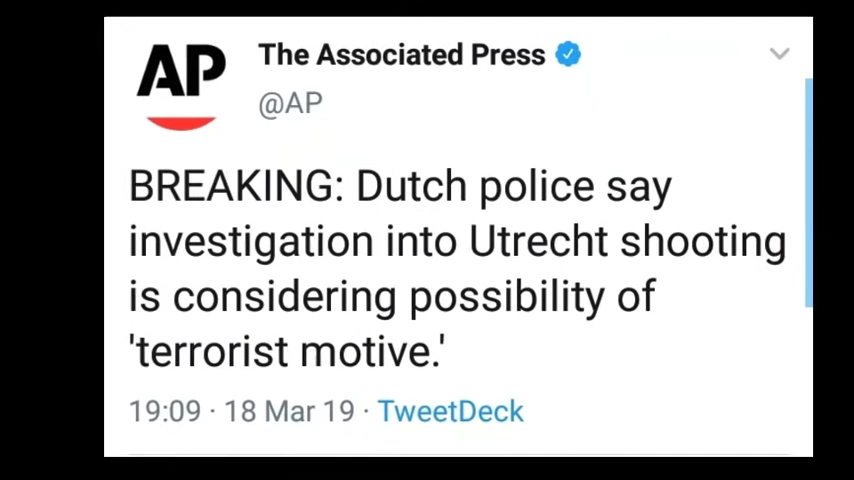 AP
The Associated Press
@AP
BREAKING: Dutch police say
investigation into Utrecht shooting
is considering possibility of
'terrorist motive.'
19:09 · 18 Mar 19 · TweetDeck